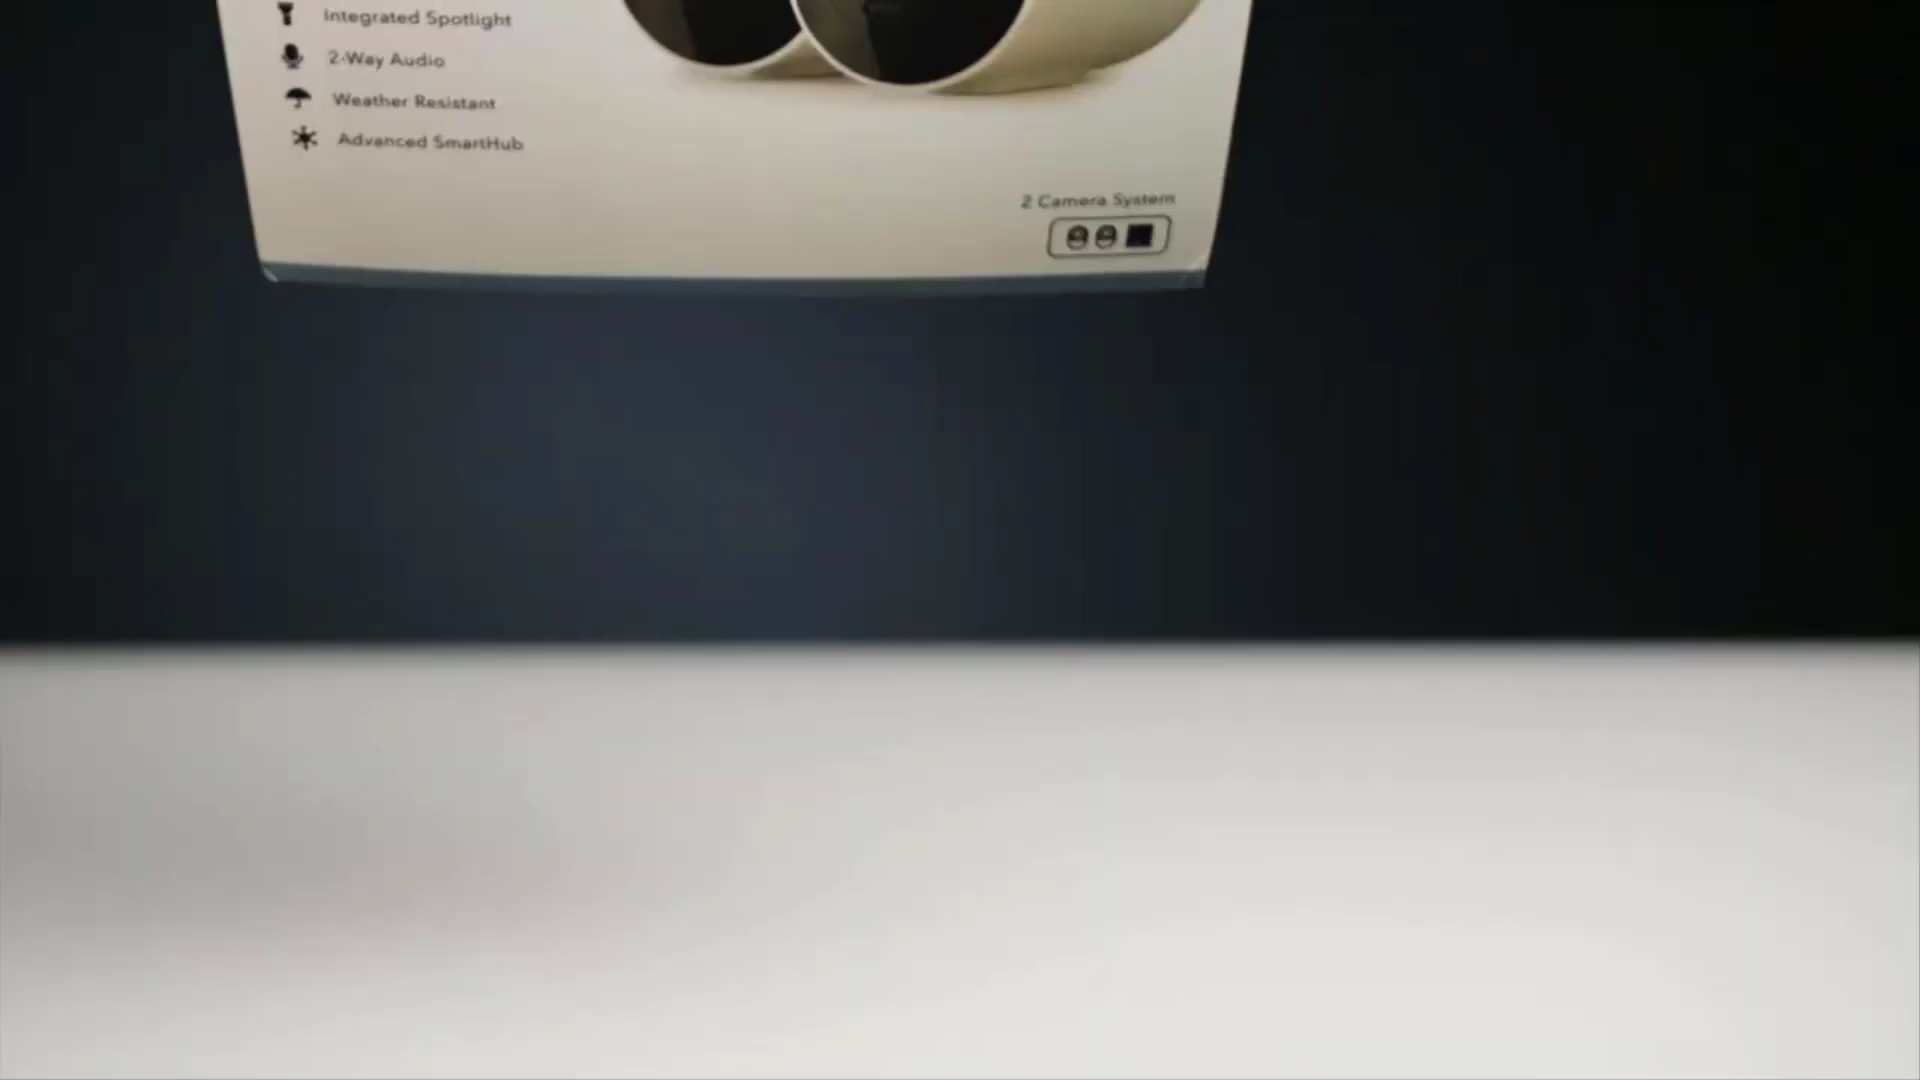 Integrated Spotlight
2-Way Audio
Weather Resistant
Advanced SmartHub
2 Camera System